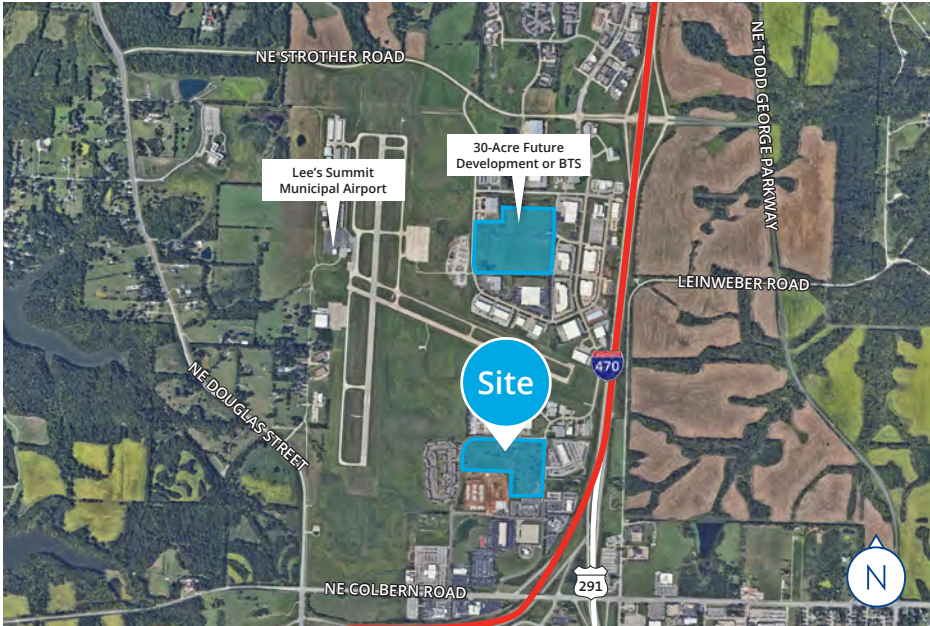 NE STROTHER ROAD
NE TODD GEORGE PARKWAY
30-Acre Future
Development or BTS
Lee's Summit
Municipal Airport
LEINWEBER ROAD
470
Site
NE DOUGLAS STREET
291
NE COLBERN ROAD
N